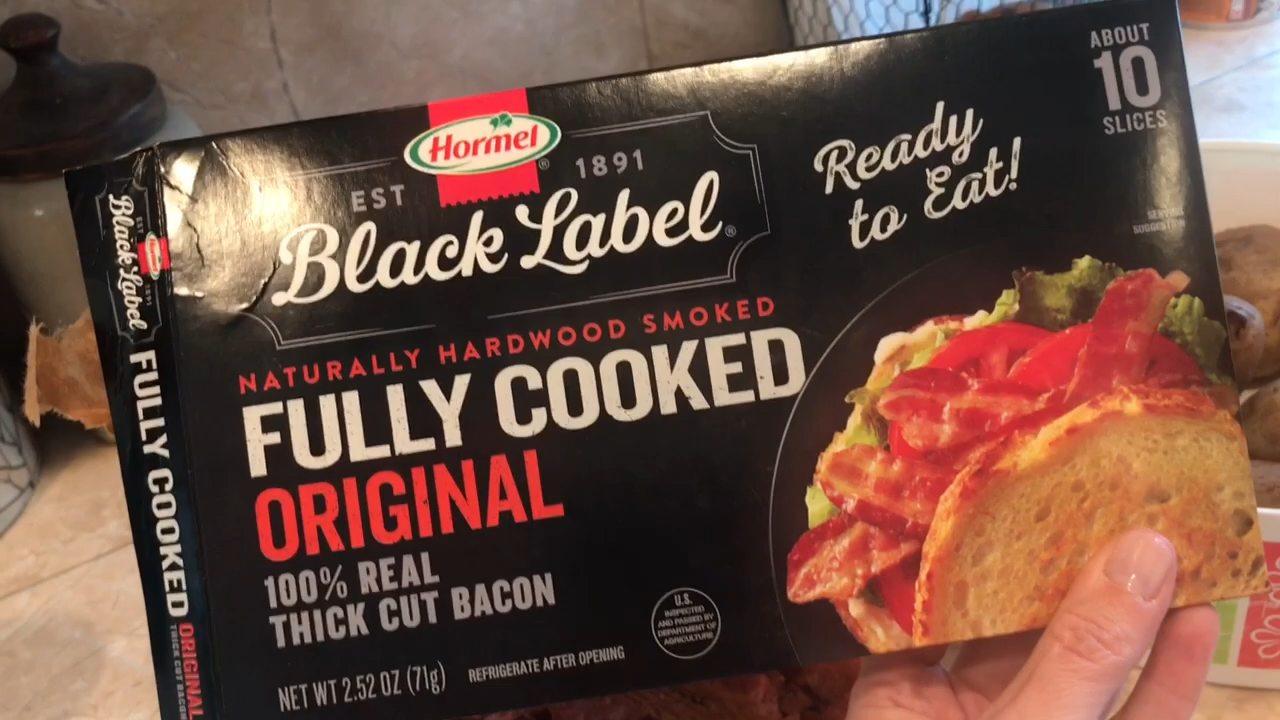 Hormel
EST 1891
Black Label
Ready
to Eat!
ABOUT
10
SLICES
SERVING
SUGGESTION
NATURALLY HARDWOOD SMOKED
FULLY COOKED
ORIGINAL
100% REAL
THICK CUT BACON
NET WT 2.52 OZ (71g)
REFRIGERATE AFTER OPENING
U.S.
INSPECTED
AND PASSED BY
DEPARTMENT OF
AGRICULTURE
EST 1891
Hormel
Black Label
FULLY COOKED
ORIGINAL
THICK CUT BACON